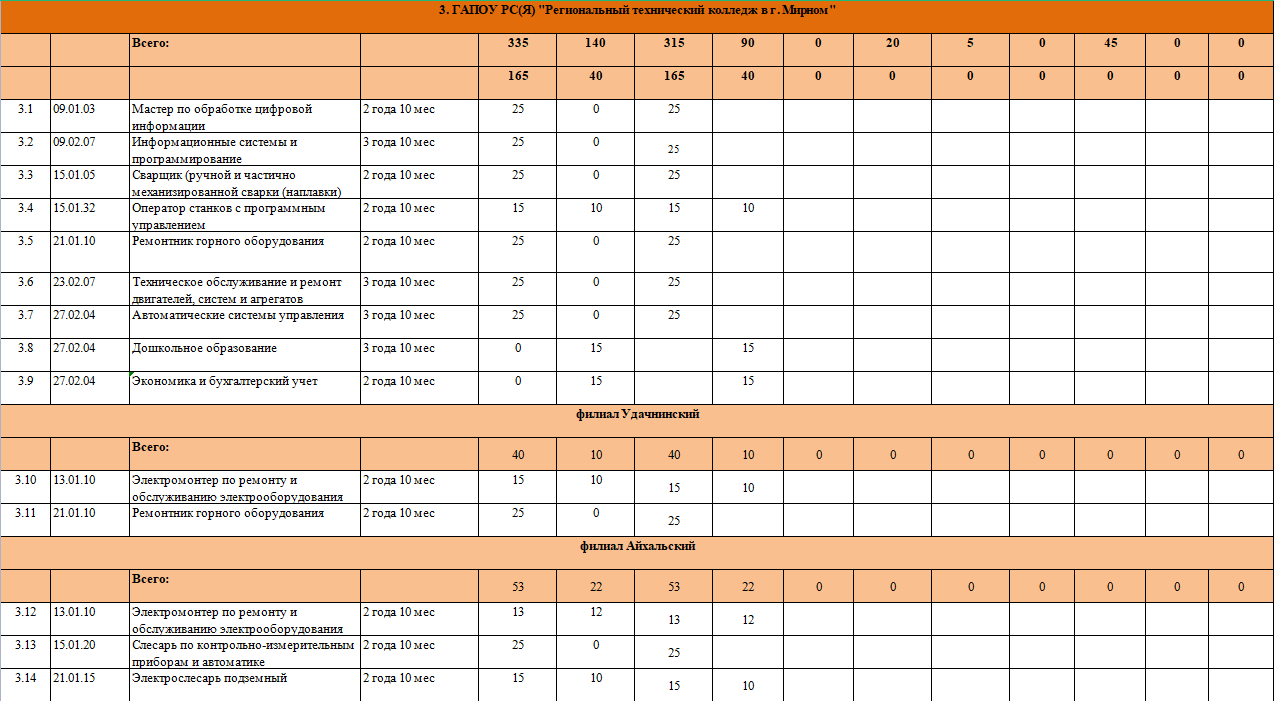 3. ГАПОУ РС(Я) "Региональный технический колледж в г. Мирном"
Всего: 335 140 315 90 0 20 5 0 45 0 0
165 40 165 40 0 0 0 0 0 0 0
3.1 09.01.03 Мастер по обработке цифровой 2 года 10 мес 25 0 25
информации
3.2 09.02.07 Информационные системы и 3 года 10 мес 25 0 25
программирование
3.3 15.01.05 Сварщик (ручной и частично 2 года 10 мес 25 0 25
механизированной сварки (наплавки)
3.4 15.01.32 Оператор станков с программным 2 года 10 мес 15 10 15 10
управлением
3.5 21.01.10 Ремонтник горного оборудования 2 года 10 мес 25 0 25
3.6 23.02.07 Техническое обслуживание и ремонт 3 года 10 мес 25 0 25
двигателей, систем и агрегатов
3.7 27.02.04 Автоматические системы управления 3 года 10 мес 25 0 25
3.8 27.02.04 Дошкольное образование 3 года 10 мес 0 15 15
3.9 27.02.04 Экономика и бухгалтерский учет 2 года 10 мес 0 15 15
филиал Удачнинский
Всего: 40 10 40 10 0 0 0 0 0 0 0
3.10 13.01.10 Электромонтер по ремонту и 2 года 10 мес 15 10 15 10
обслуживанию электрооборудования
3.11 21.01.10 Ремонтник горного оборудования 2 года 10 мес 25 0 25
филиал Айхальский
Всего: 53 22 53 22 0 0 0 0 0 0 0
3.12 13.01.10 Электромонтер по ремонту и 2 года 10 мес 13 12 13 12
обслуживанию электрооборудования
3.13 15.01.20 Слесарь по контрольно-измерительным 2 года 10 мес 25 0 25
приборам и автоматике
3.14 21.01.15 Электрослесарь подземный 2 года 10 мес 15 10 15 10